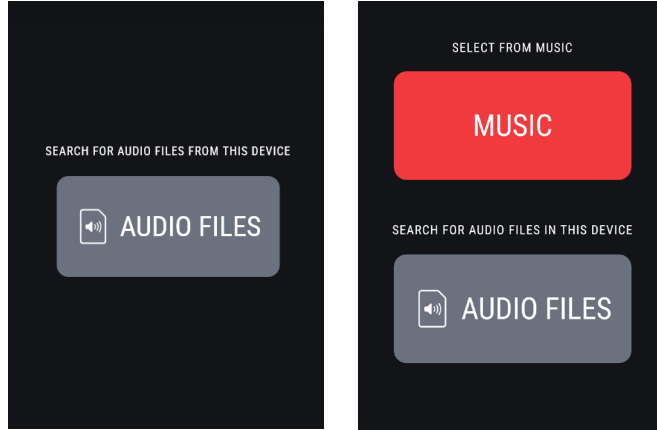 SEARCH FOR AUDIO FILES FROM THIS DEVICE
AUDIO FILES
SELECT FROM MUSIC
MUSIC
SEARCH FOR AUDIO FILES IN THIS DEVICE
AUDIO FILES